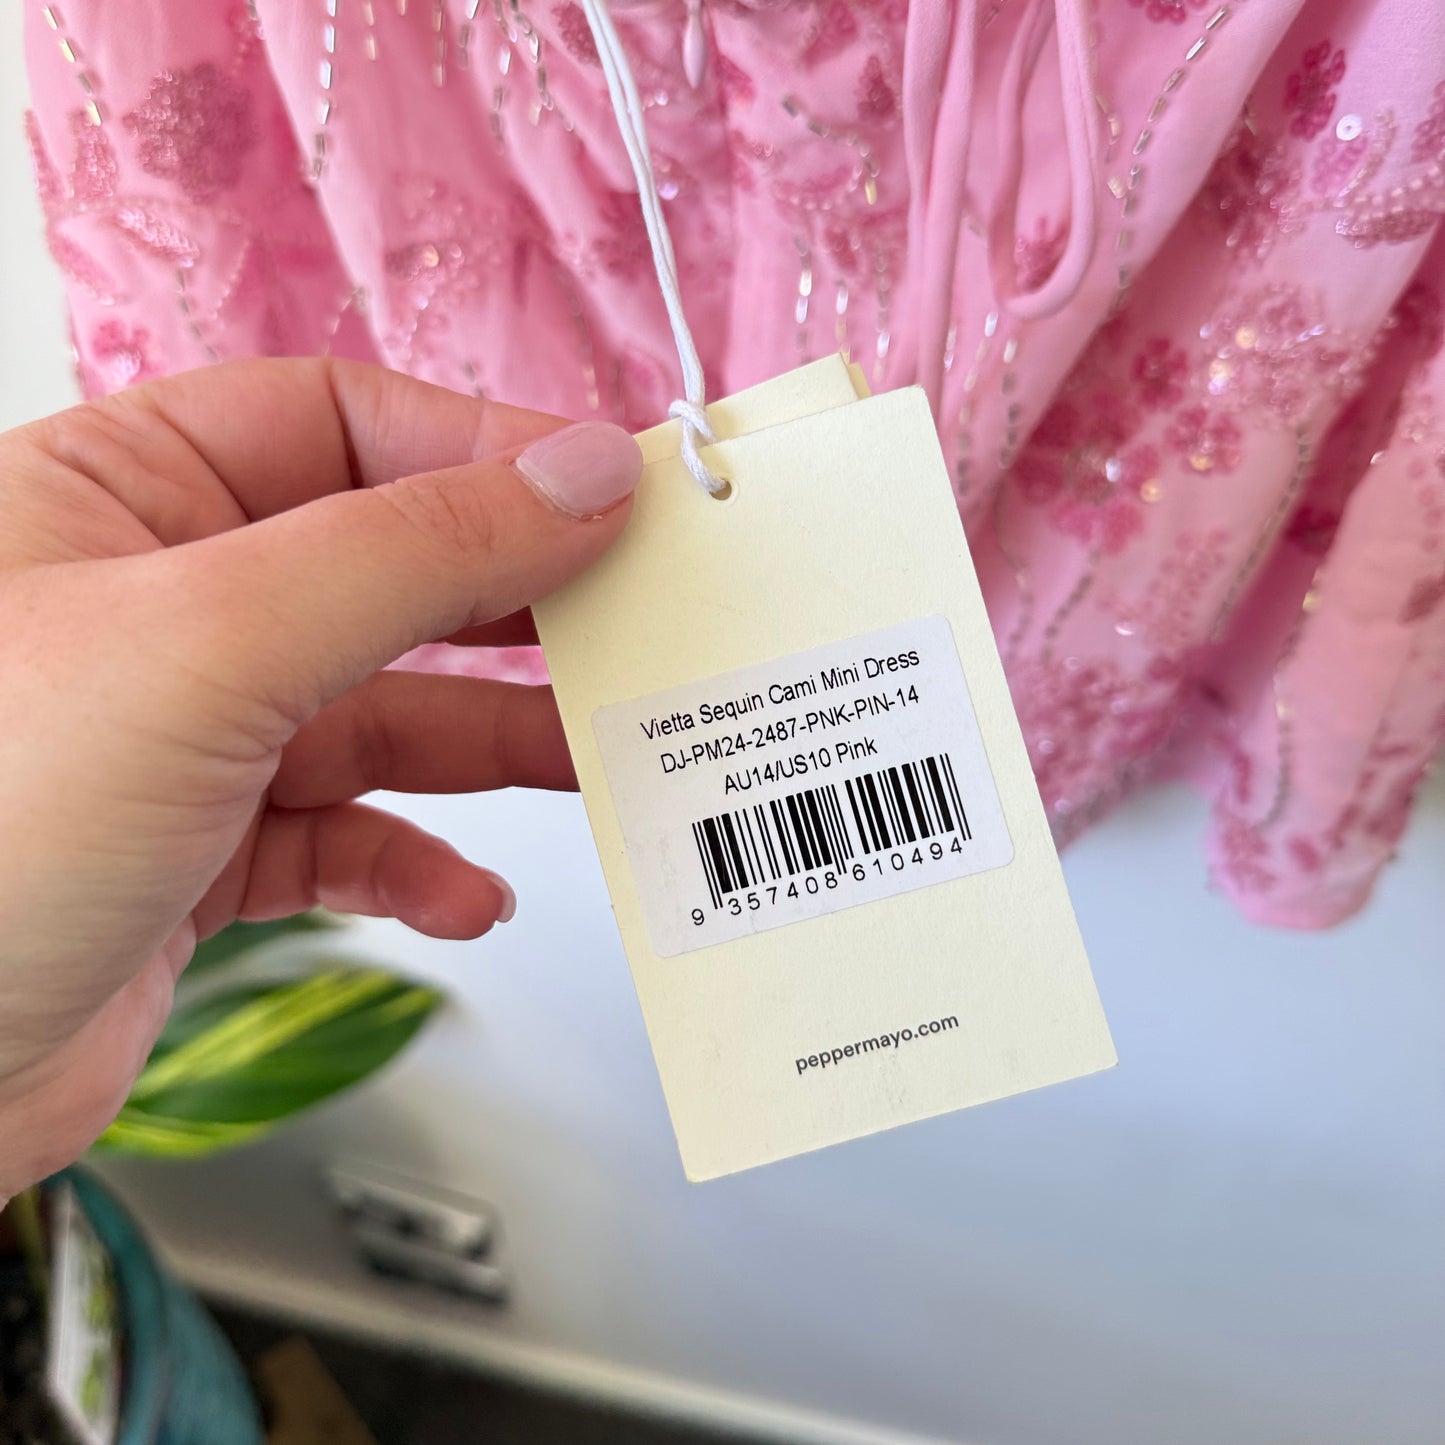 Vietta Sequin Cami Mini Dress
DJ-PM24-2487-PNK-PIN-14
AU14/US10 Pink
9 357408 610494
peppermayo.com